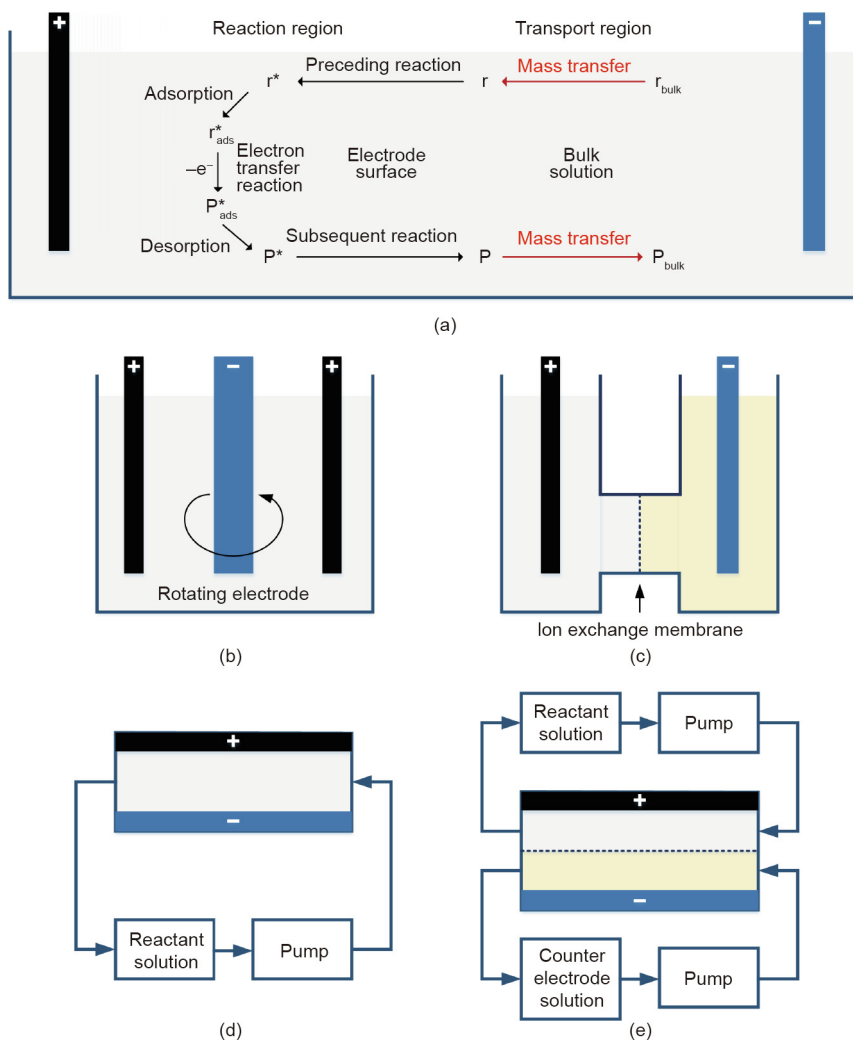 +
−
Reaction region
Transport region
r*
Preceding reaction
r
Mass transfer
r_bulk
Adsorption
r*_ads
–e⁻
Electron
transfer
reaction
Electrode
surface
Bulk
solution
P*_ads
Desorption
P*
Subsequent reaction
P
Mass transfer
P_bulk
(a)
+
−
+
Rotating electrode
(b)
+
−
Ion exchange membrane
(c)
+
−
Reactant
solution
Pump
(d)
Reactant
solution
Pump
+
−
Counter
electrode
solution
Pump
(e)